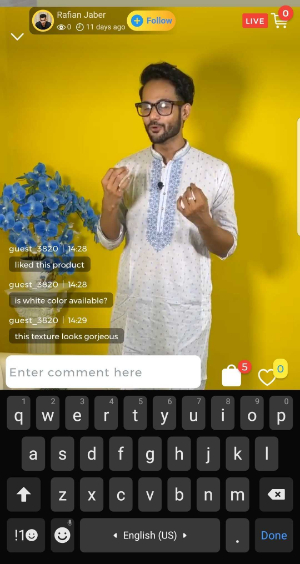 Rafian Jaber
0 11 days ago
Follow
LIVE
0
guest_3820 | 14:28
liked this product
guest_3820 | 14:28
is white color available?
guest_3820 | 14:29
this texture looks gorgeous
Enter comment here
5
0
1 2 3 4 5 6 7 8 9 0
q w e r t y u i o p
a s d f g h j k l
z x c v b n m
!1
English (US)
.
Done